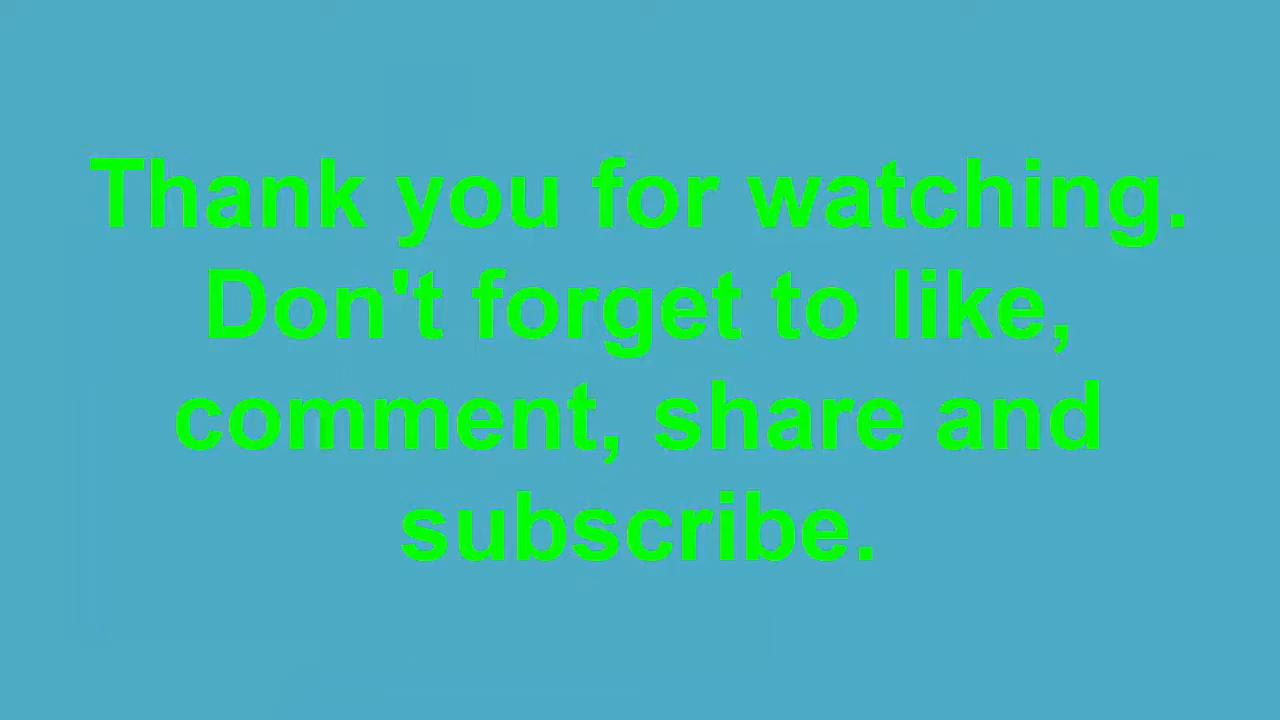 Thank you for watching.
Don't forget to like,
comment, share and
subscribe.